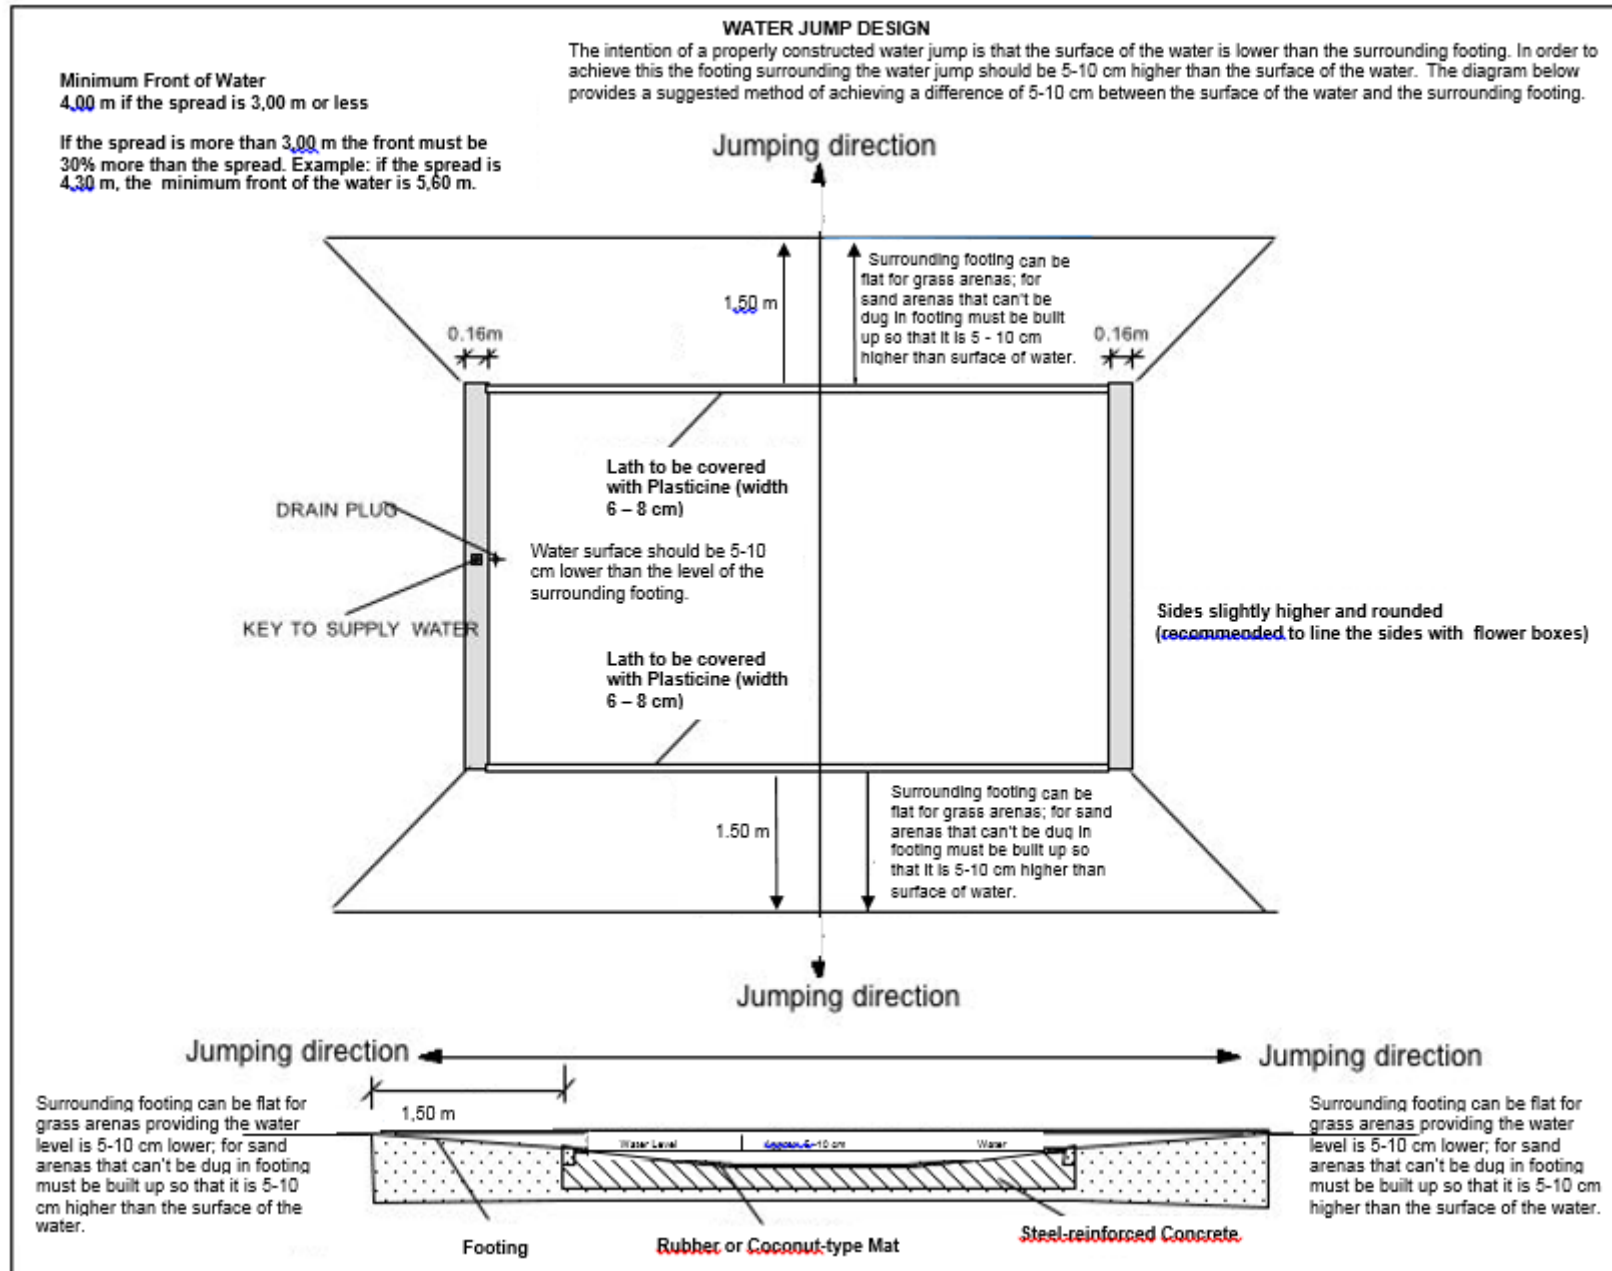 WATER JUMP DESIGN
The intention of a properly constructed water jump is that the surface of the water is lower than the surrounding footing. In order to
achieve this the footing surrounding the water jump should be 5-10 cm higher than the surface of the water. The diagram below
provides a suggested method of achieving a difference of 5-10 cm between the surface of the water and the surrounding footing.
Minimum Front of Water
4,00 m if the spread is 3,00 m or less
If the spread is more than 3,00 m the front must be
30% more than the spread. Example: if the spread is
4,30 m, the minimum front of the water is 5,60 m.
Jumping direction
Surrounding footing can be
flat for grass arenas; for
sand arenas that can't be
dug in footing must be built
up so that it is 5 - 10 cm
higher than surface of water.
1,50 m
0.16m
0.16m
Lath to be covered
with Plasticine (width
6 – 8 cm)
DRAIN PLUG
Water surface should be 5-10
cm lower than the level of the
surrounding footing.
KEY TO SUPPLY WATER
Sides slightly higher and rounded
(recommended to line the sides with flower boxes)
Lath to be covered
with Plasticine (width
6 – 8 cm)
1.50 m
Surrounding footing can be
flat for grass arenas; for sand
arenas that can't be dug in
footing must be built up so
that it is 5-10 cm higher than
surface of water.
Jumping direction
Jumping direction
Jumping direction
Surrounding footing can be flat for
grass arenas providing the water
level is 5-10 cm lower; for sand
arenas that can't be dug in footing
must be built up so that it is 5-10
cm higher than the surface of the
water.
1,50 m
Water Level
10 cm
Water
Surrounding footing can be flat for
grass arenas providing the water
level is 5-10 cm lower; for sand
arenas that can't be dug in footing
must be built up so that it is 5-10 cm
higher than the surface of the water.
Footing
Rubber or Coconut-type Mat
Steel-reinforced Concrete